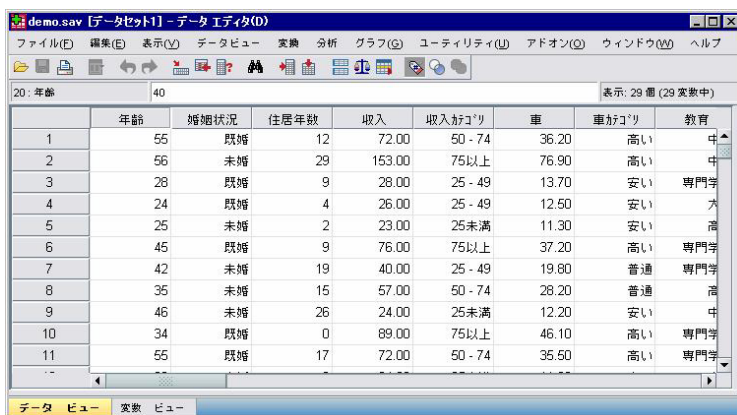 demo.sav [データセット1] - データ エディタ(D)
ファイル(F) 編集(E) 表示(V) データビュー 変換 分析 グラフ(G) ユーティリティ(U) アドオン(O) ウィンドウ(W) ヘルプ
20 : 年齢 40 表示: 29 個 (29 変数中)
年齢 婚姻状況 住居年数 収入 収入カテゴリ 車 車カテゴリ 教育
1 55 既婚 12 72.00 50 - 74 36.20 高い 中
2 56 未婚 29 153.00 75以上 76.90 高い 中
3 28 既婚 9 28.00 25 - 49 13.70 安い 専門学
4 24 既婚 4 26.00 25 - 49 12.50 安い 大
5 25 未婚 2 23.00 25未満 11.30 安い 高
6 45 既婚 9 76.00 75以上 37.20 高い 専門学
7 42 未婚 19 40.00 25 - 49 19.80 普通 専門学
8 35 未婚 15 57.00 50 - 74 28.20 普通 高
9 46 未婚 26 24.00 25未満 12.20 安い 中
10 34 既婚 0 89.00 75以上 46.10 高い 専門学
11 55 既婚 17 72.00 50 - 74 35.50 高い 専門学
データ ビュー 変数 ビュー